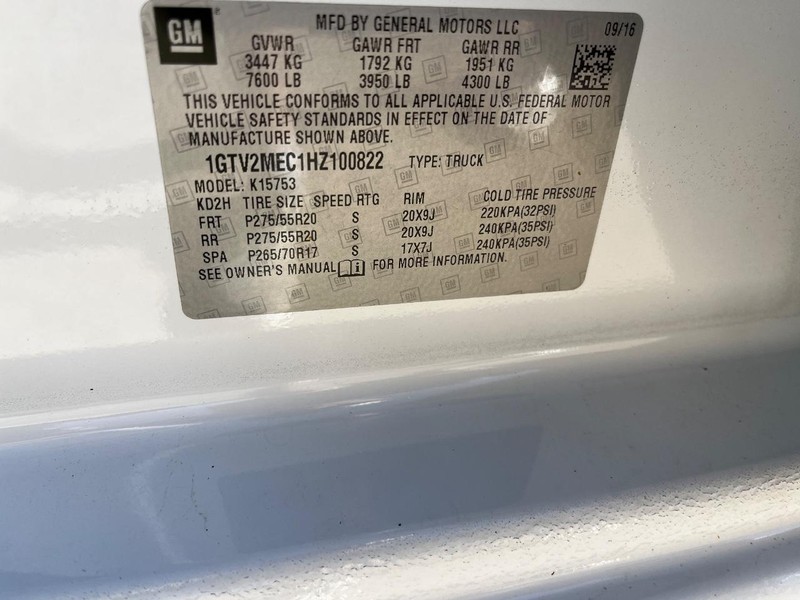 GM
MFD BY GENERAL MOTORS LLC 09/16
GVWR GAWR FRT GAWR RR
3447 KG 1792 KG 1951 KG
7600 LB 3950 LB 4300 LB
THIS VEHICLE CONFORMS TO ALL APPLICABLE U.S. FEDERAL MOTOR
VEHICLE SAFETY STANDARDS IN EFFECT ON THE DATE OF
MANUFACTURE SHOWN ABOVE.
1GTV2MEC1HZ100822 TYPE: TRUCK
MODEL: K15753
KD2H TIRE SIZE SPEED RTG RIM COLD TIRE PRESSURE
FRT P275/55R20 S 20X9J 220KPA(32PSI)
RR P275/55R20 S 20X9J 240KPA(35PSI)
SPA P265/70R17 S 17X7J 240KPA(35PSI)
SEE OWNER'S MANUAL i FOR MORE INFORMATION.